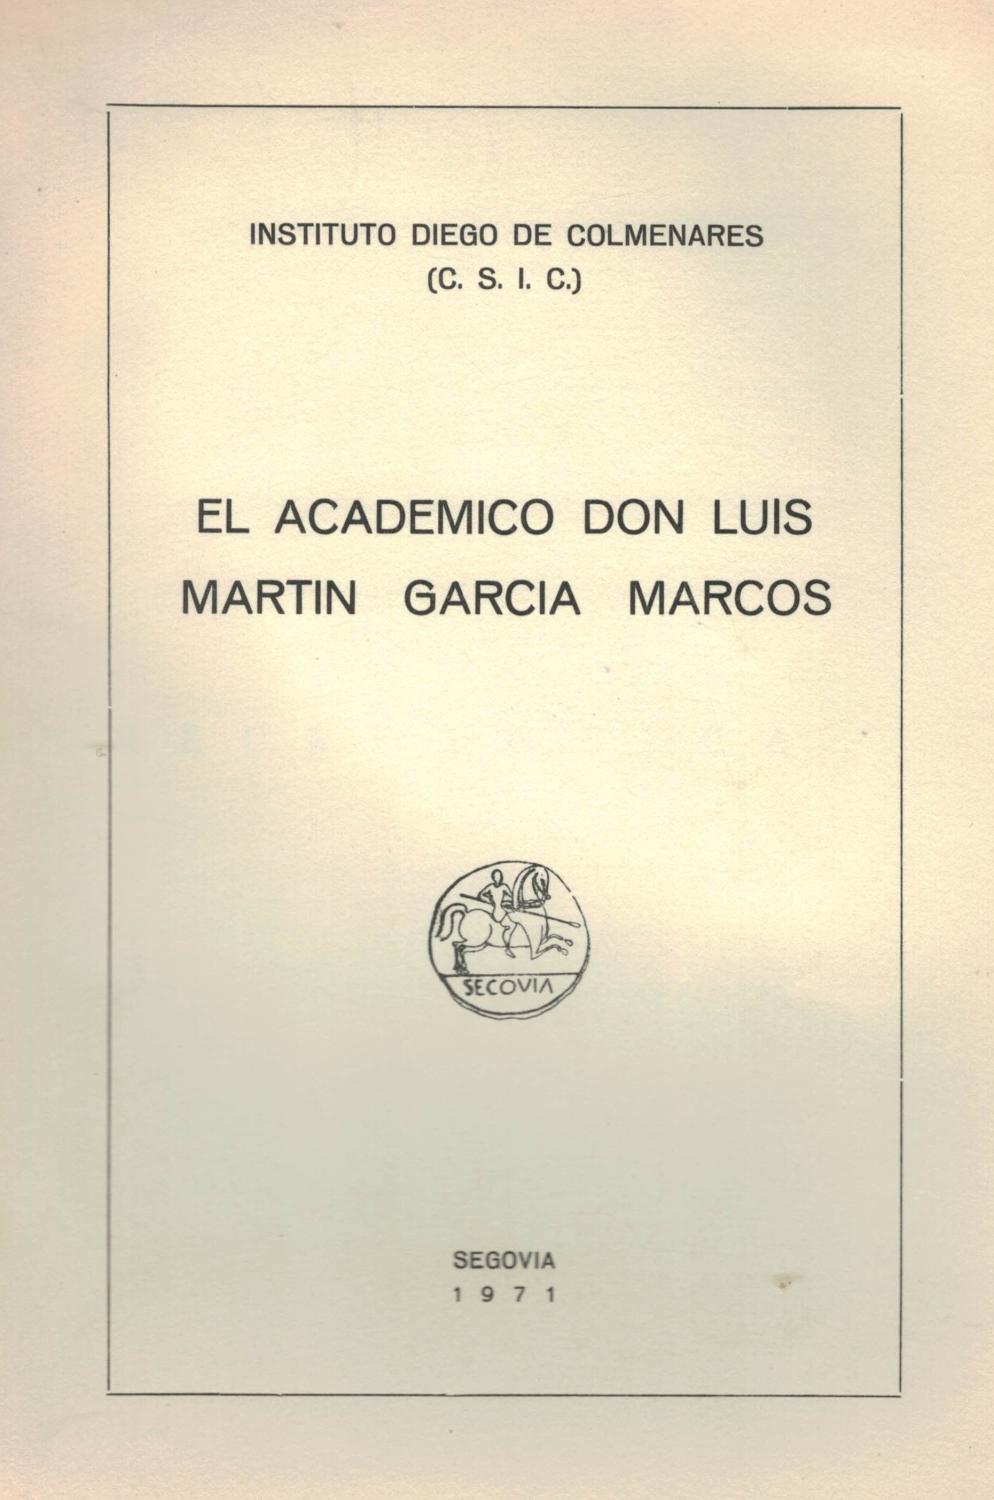 INSTITUTO DIEGO DE COLMENARES
(C. S. I. C.)
EL ACADEMICO DON LUIS
MARTIN GARCIA MARCOS
SECOVIA
SEGOVIA
1 9 7 1